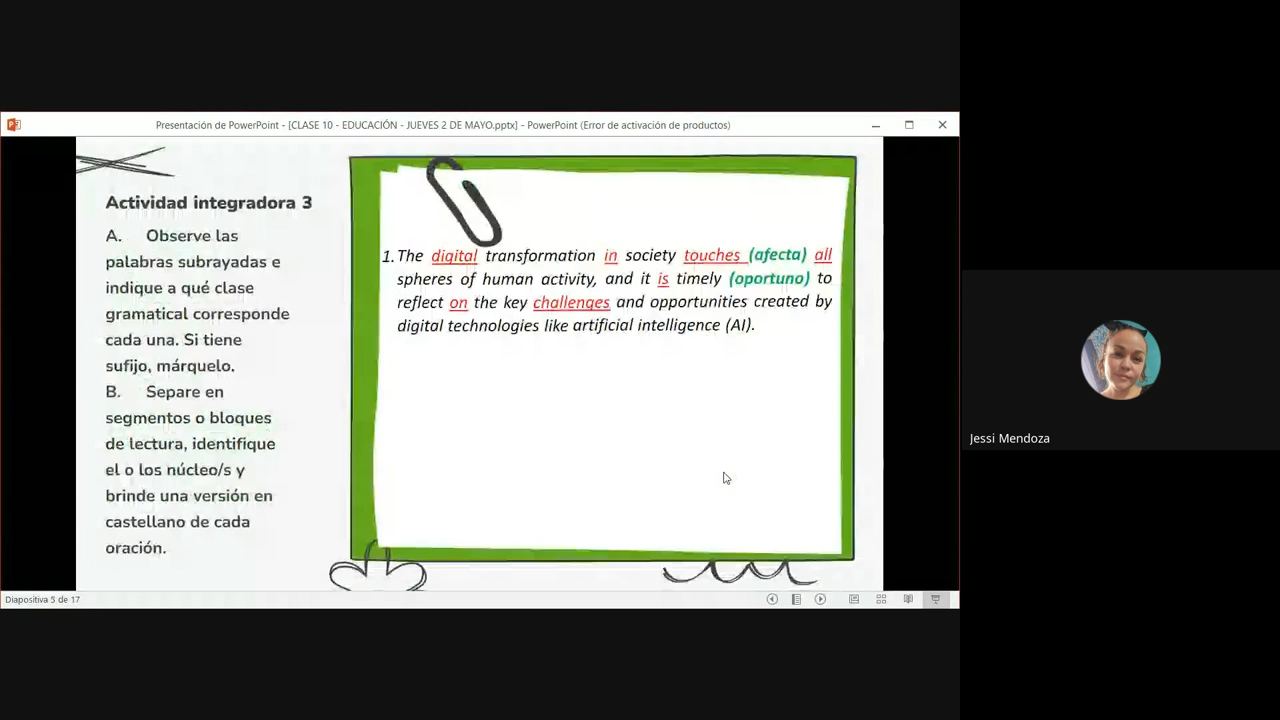 Presentación de PowerPoint - [CLASE 10 - EDUCACIÓN - JUEVES 2 DE MAYO.pptx] - PowerPoint (Error de activación de productos)
Actividad integradora 3
A. Observe las
palabras subrayadas e
indique a qué clase
gramatical corresponde
cada una. Si tiene
sufijo, márquelo.
B. Separe en
segmentos o bloques
de lectura, identifique
el o los núcleo/s y
brinde una versión en
castellano de cada
oración.
1. The digital transformation in society touches (afecta) all
spheres of human activity, and it is timely (oportuno) to
reflect on the key challenges and opportunities created by
digital technologies like artificial intelligence (AI).
Jessi Mendoza
Diapositiva 5 de 17